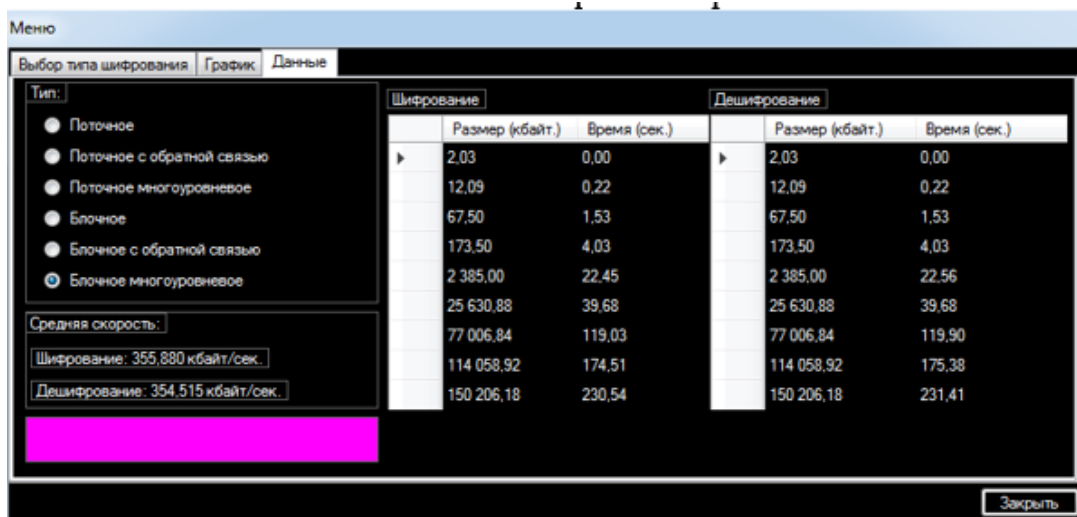 Меню
Выбор типа шифрования График Данные
Тип:
Поточное
Поточное с обратной связью
Поточное многоуровневое
Блочное
Блочное с обратной связью
Блочное многоуровневое
Средняя скорость:
Шифрование: 355,880 кбайт/сек.
Дешифрование: 354,515 кбайт/сек.
Шифрование
Размер (кбайт.) Время (сек.)
2,03 0,00
12,09 0,22
67,50 1,53
173,50 4,03
2 385,00 22,45
25 630,88 39,68
77 006,84 119,03
114 058,92 174,51
150 206,18 230,54
Дешифрование
Размер (кбайт.) Время (сек.)
2,03 0,00
12,09 0,22
67,50 1,53
173,50 4,03
2 385,00 22,56
25 630,88 39,68
77 006,84 119,90
114 058,92 175,38
150 206,18 231,41
Закрыть